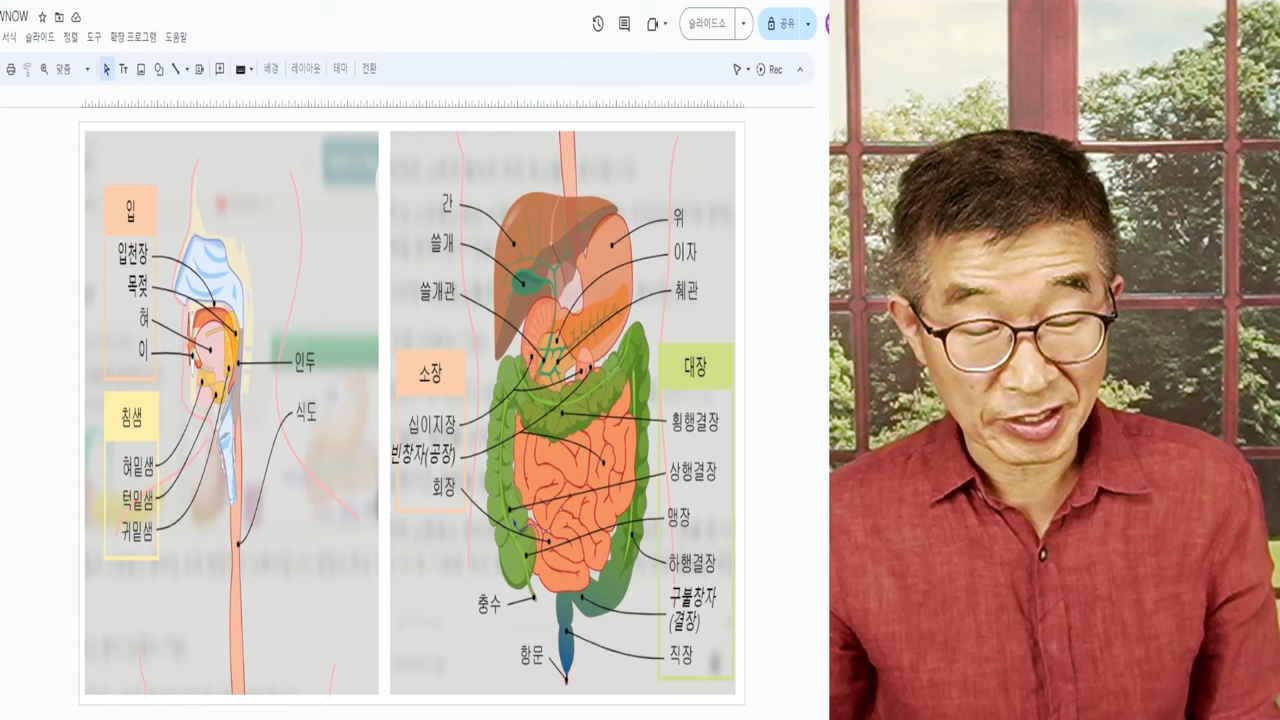 WNOW
서식 슬라이드 정렬 도구 확장 프로그램 도움말
슬라이드쇼
공유
맞춤
배경 레이아웃 테마 전환
Rec
입
입천장
목젖
혀
이
침샘
혀밑샘
턱밑샘
귀밑샘
인두
식도
간
쓸개
쓸개관
소장
십이지장
빈창자(공장)
회장
충수
항문
위
이자
췌관
대장
횡행결장
상행결장
맹장
하행결장
구불창자
(결장)
직장